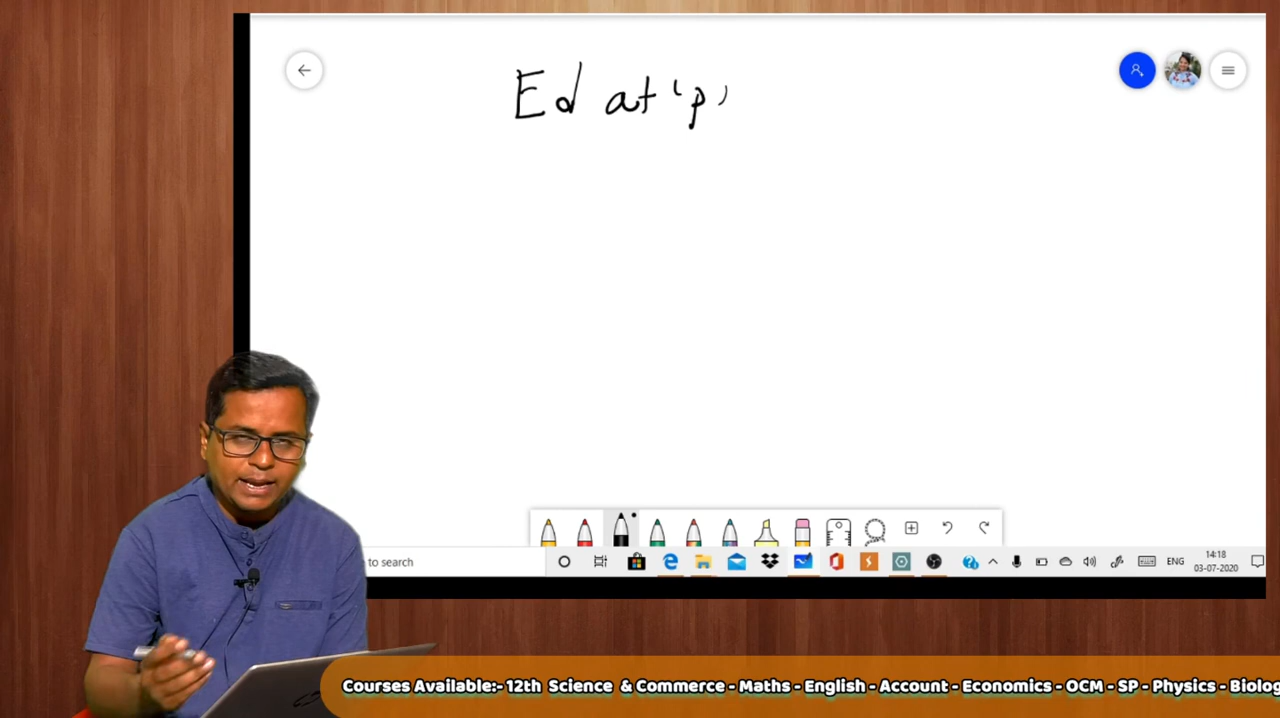 Ed at 'p'
to search
ENG
14:18
03-07-2020
Courses Available:- 12th Science & Commerce - Maths - English - Account - Economics - OCM - SP - Physics - Biolog